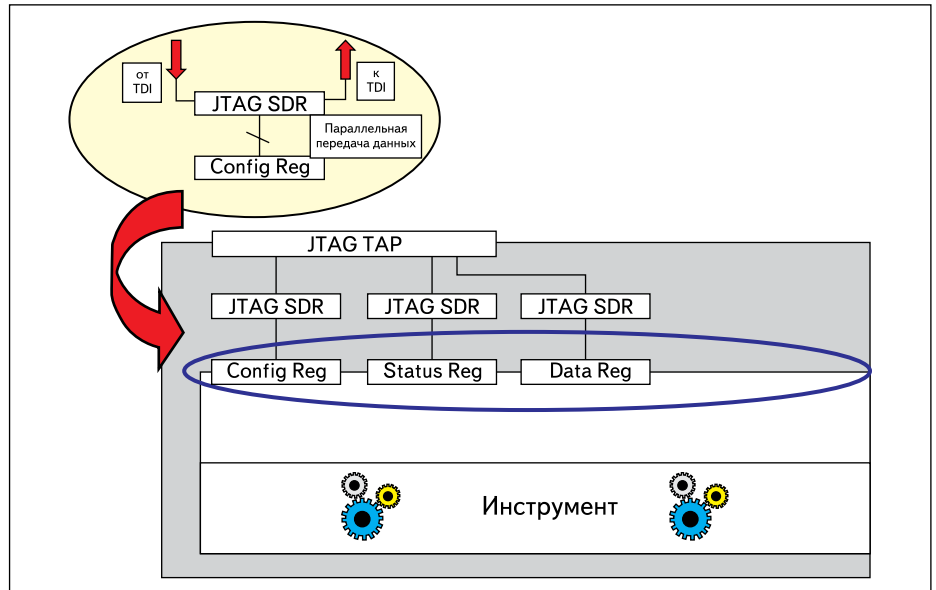 от
TDI
к
TDI
JTAG SDR
Параллельная
передача данных
Config Reg
JTAG TAP
JTAG SDR
JTAG SDR
JTAG SDR
Config Reg
Status Reg
Data Reg
Инструмент